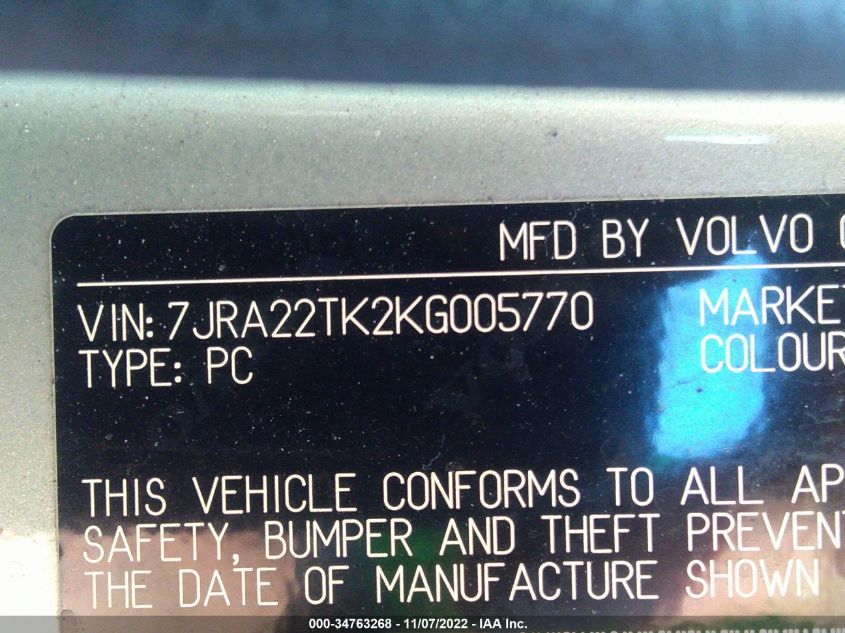 MFD BY VOLVO
VIN: 7JRA22TK2KG005770
MARKET
TYPE: PC
COLOUR
THIS VEHICLE CONFORMS TO ALL AP
SAFETY, BUMPER AND THEFT PREVENT
THE DATE OF MANUFACTURE SHOWN
000-34763268 - 11/07/2022 - IAA Inc.